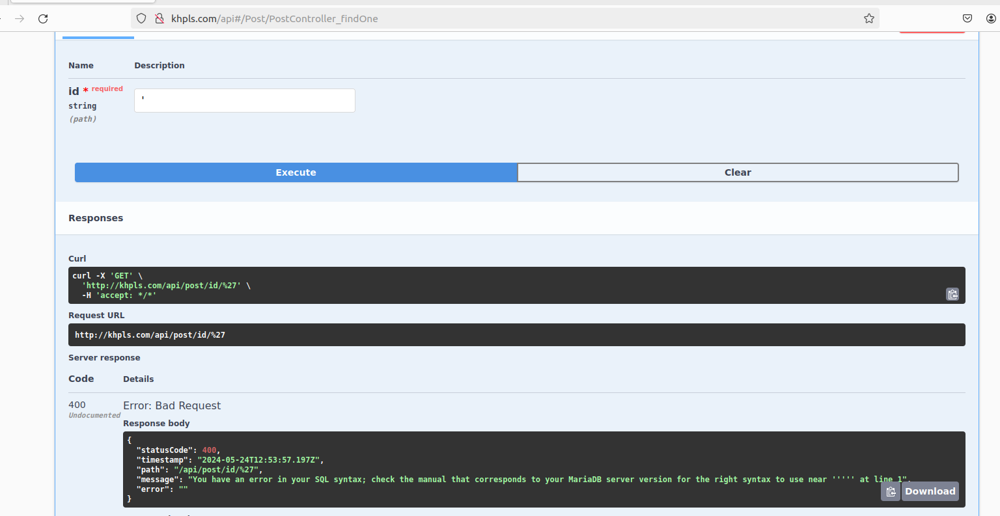 khpls.com/api#/Post/PostController_findOne
Name Description
id * required
'
string
(path)
Execute Clear
Responses
Curl
curl -X 'GET' \
'http://khpls.com/api/post/id/%27' \
-H 'accept: */*'
Request URL
http://khpls.com/api/post/id/%27
Server response
Code Details
400 Error: Bad Request
Undocumented
Response body
{
"statusCode": 400,
"timestamp": "2024-05-24T12:53:57.197Z",
"path": "/api/post/id/%27",
"message": "You have an error in your SQL syntax; check the manual that corresponds to your MariaDB server version for the right syntax to use near ''''' at line 1",
"error": ""
}
Download